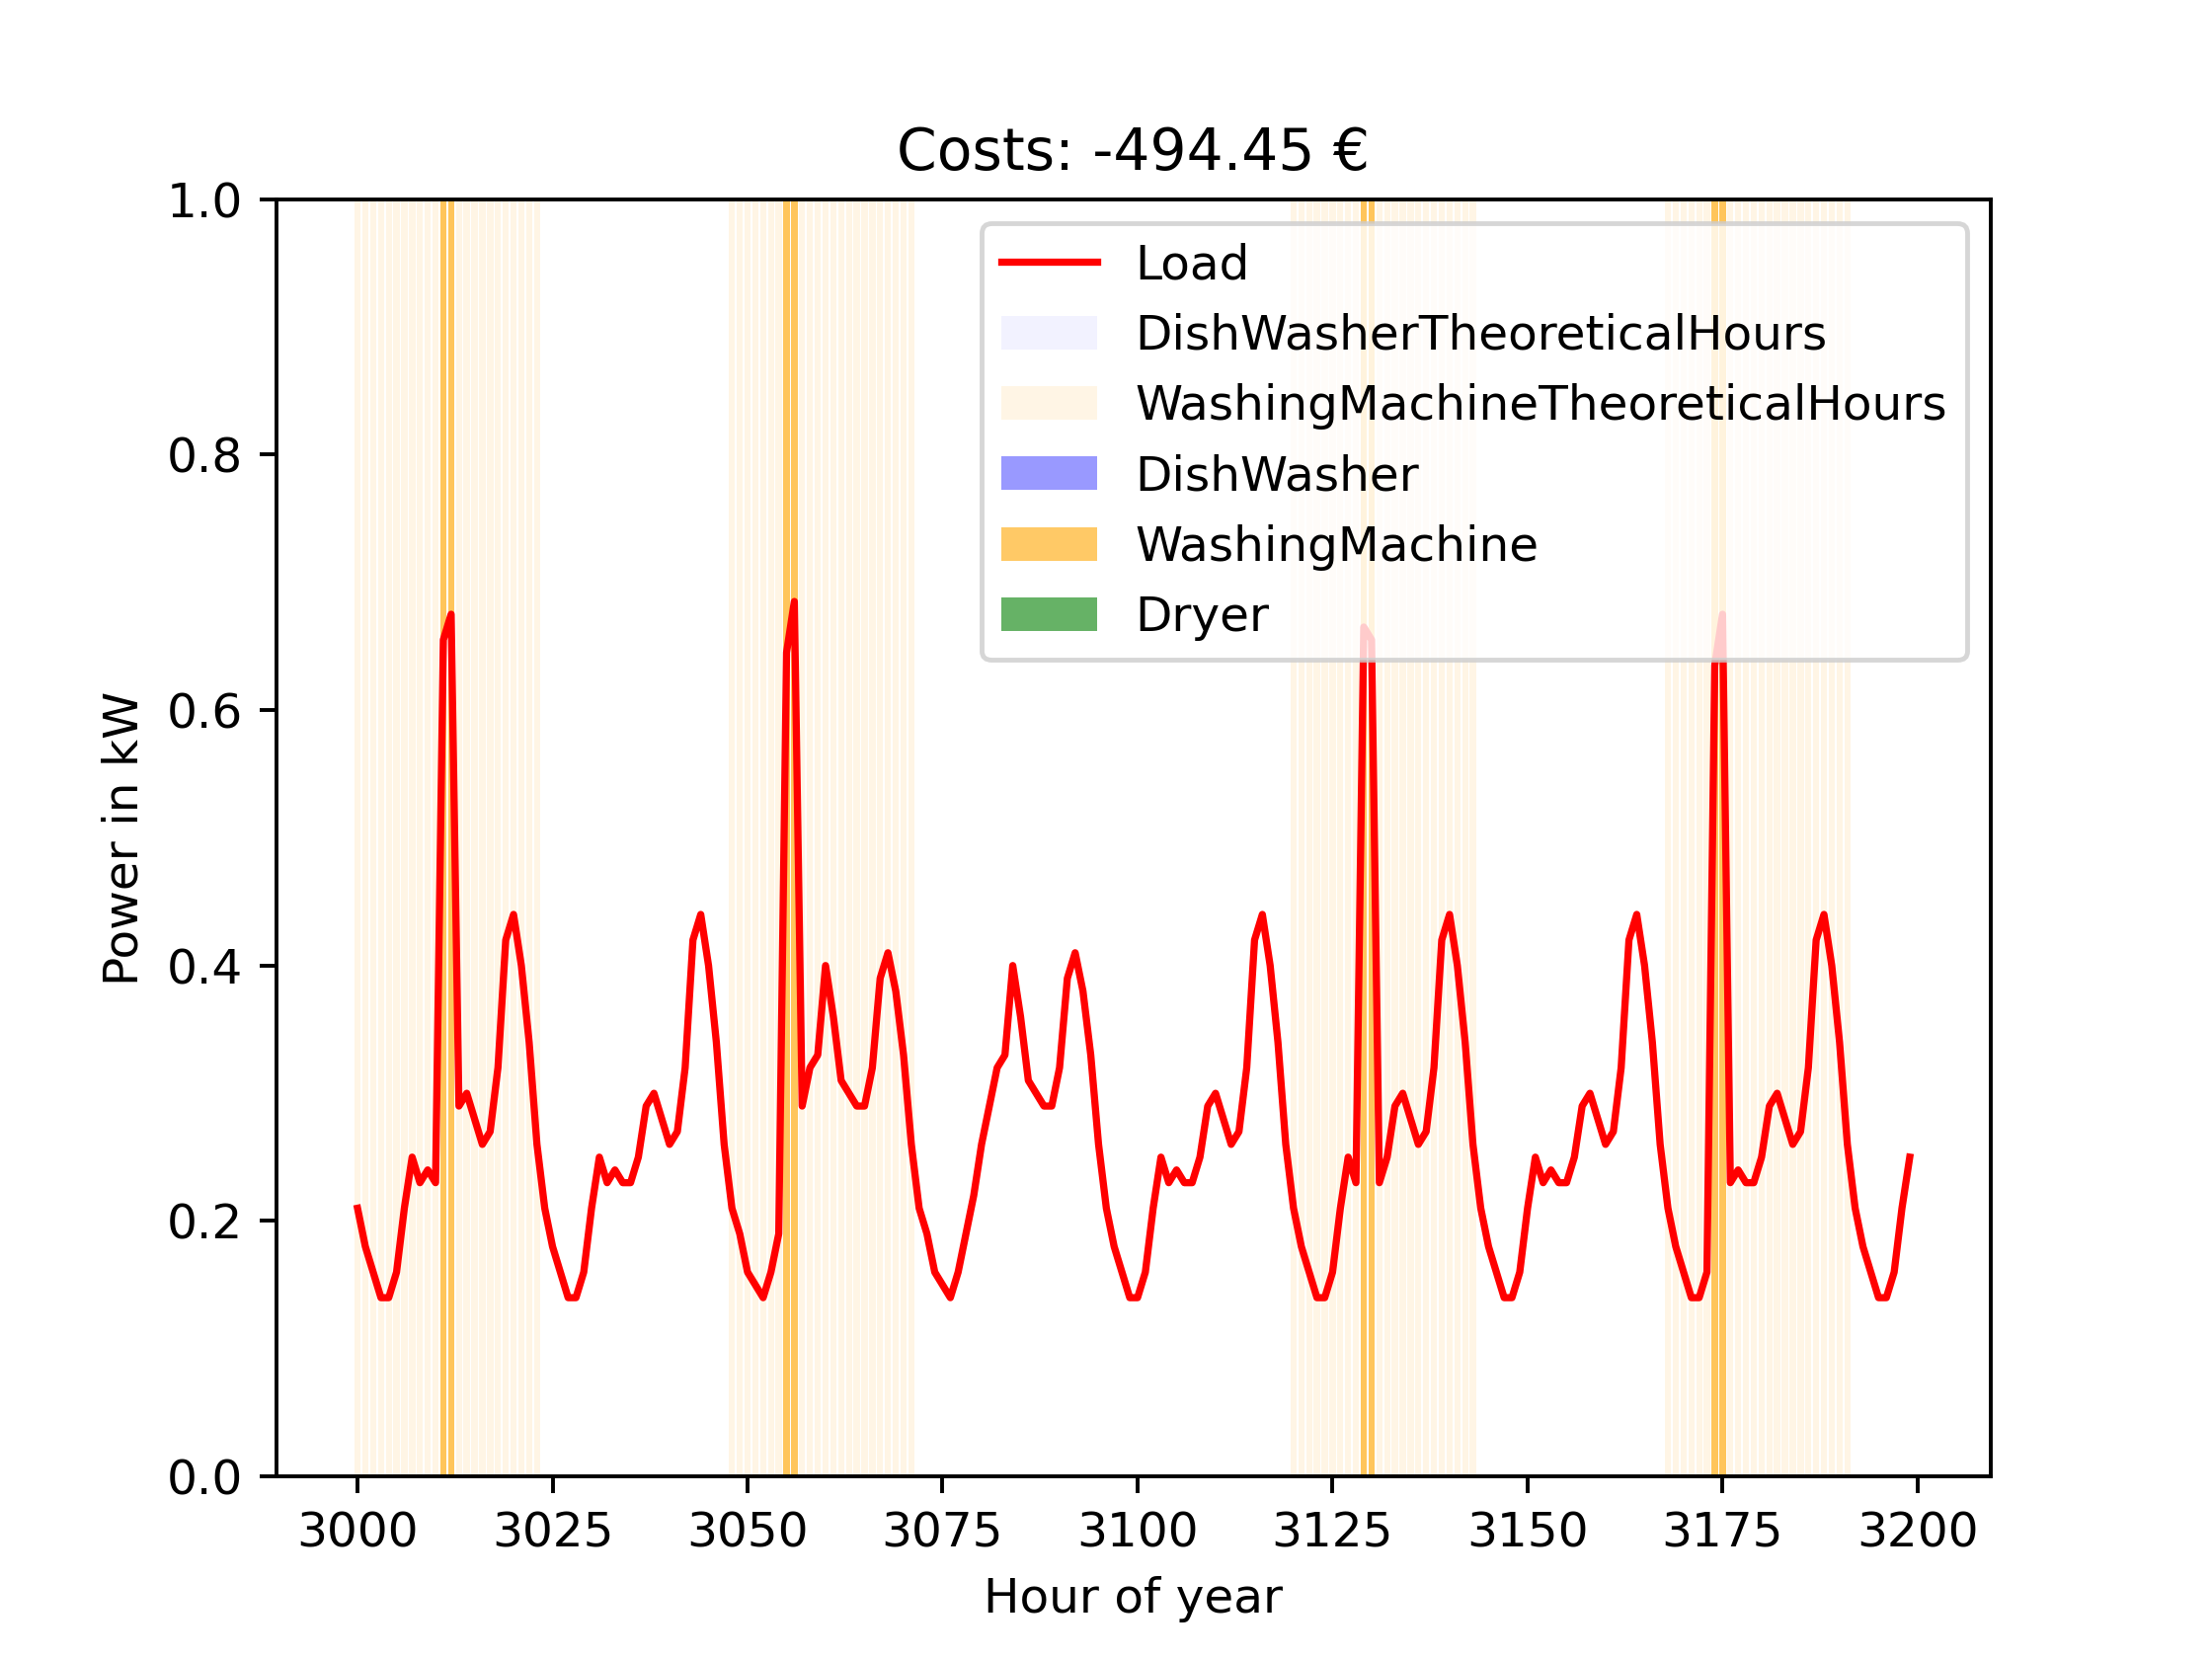 Costs: -494.45 €
1.0
0.8
0.6
0.4
0.2
0.0
Power in kW
Load
DishWasherTheoreticalHours
WashingMachineTheoreticalHours
DishWasher
WashingMachine
Dryer
3000 3025 3050 3075 3100 3125 3150 3175 3200
Hour of year